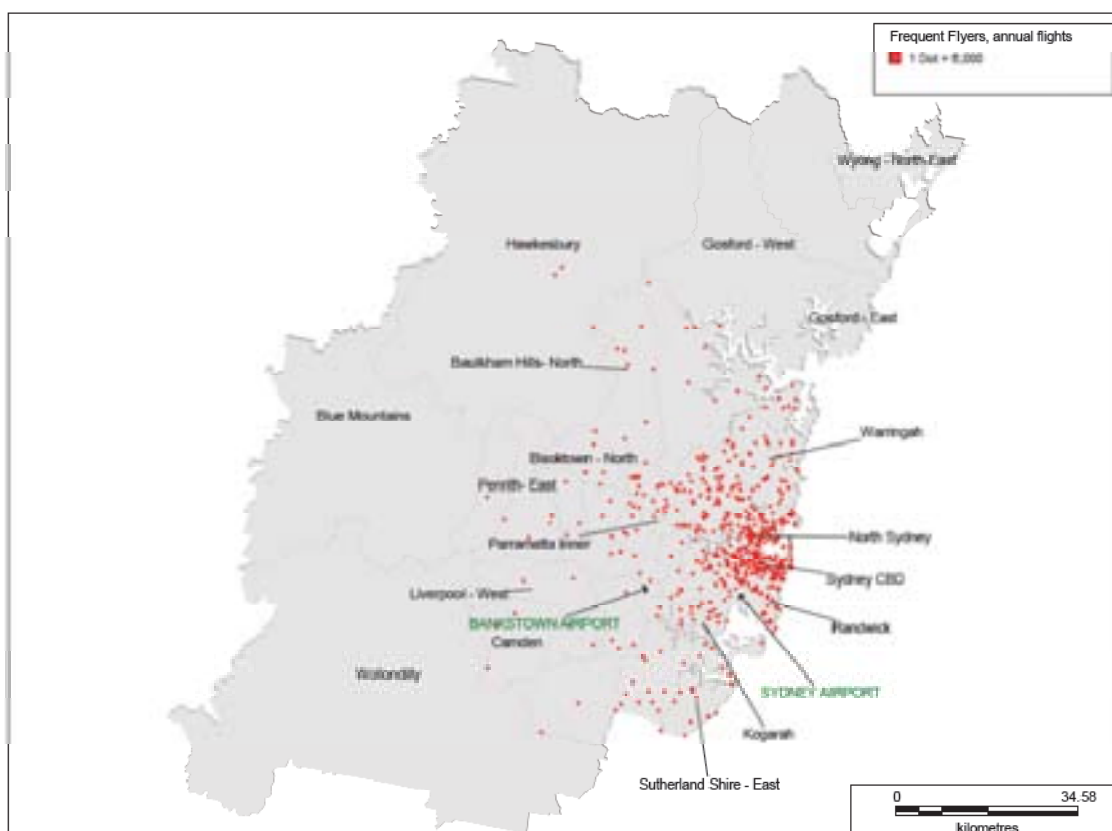 Frequent Flyers, annual flights
1 Dot =
Wyong - North-East
Hawkesbury
Gosford - West
Gosford - East
Baulkham Hills- North
Blue Mountains
Warringah
Blacktown - North
Penrith- East
North Sydney
Parramatta Inner
Sydney CBD
Liverpool - West
BANKSTOWN AIRPORT
Randwick
Camden
Wollondilly
SYDNEY AIRPORT
Kogarah
Sutherland Shire - East
0 34.58
kilometres